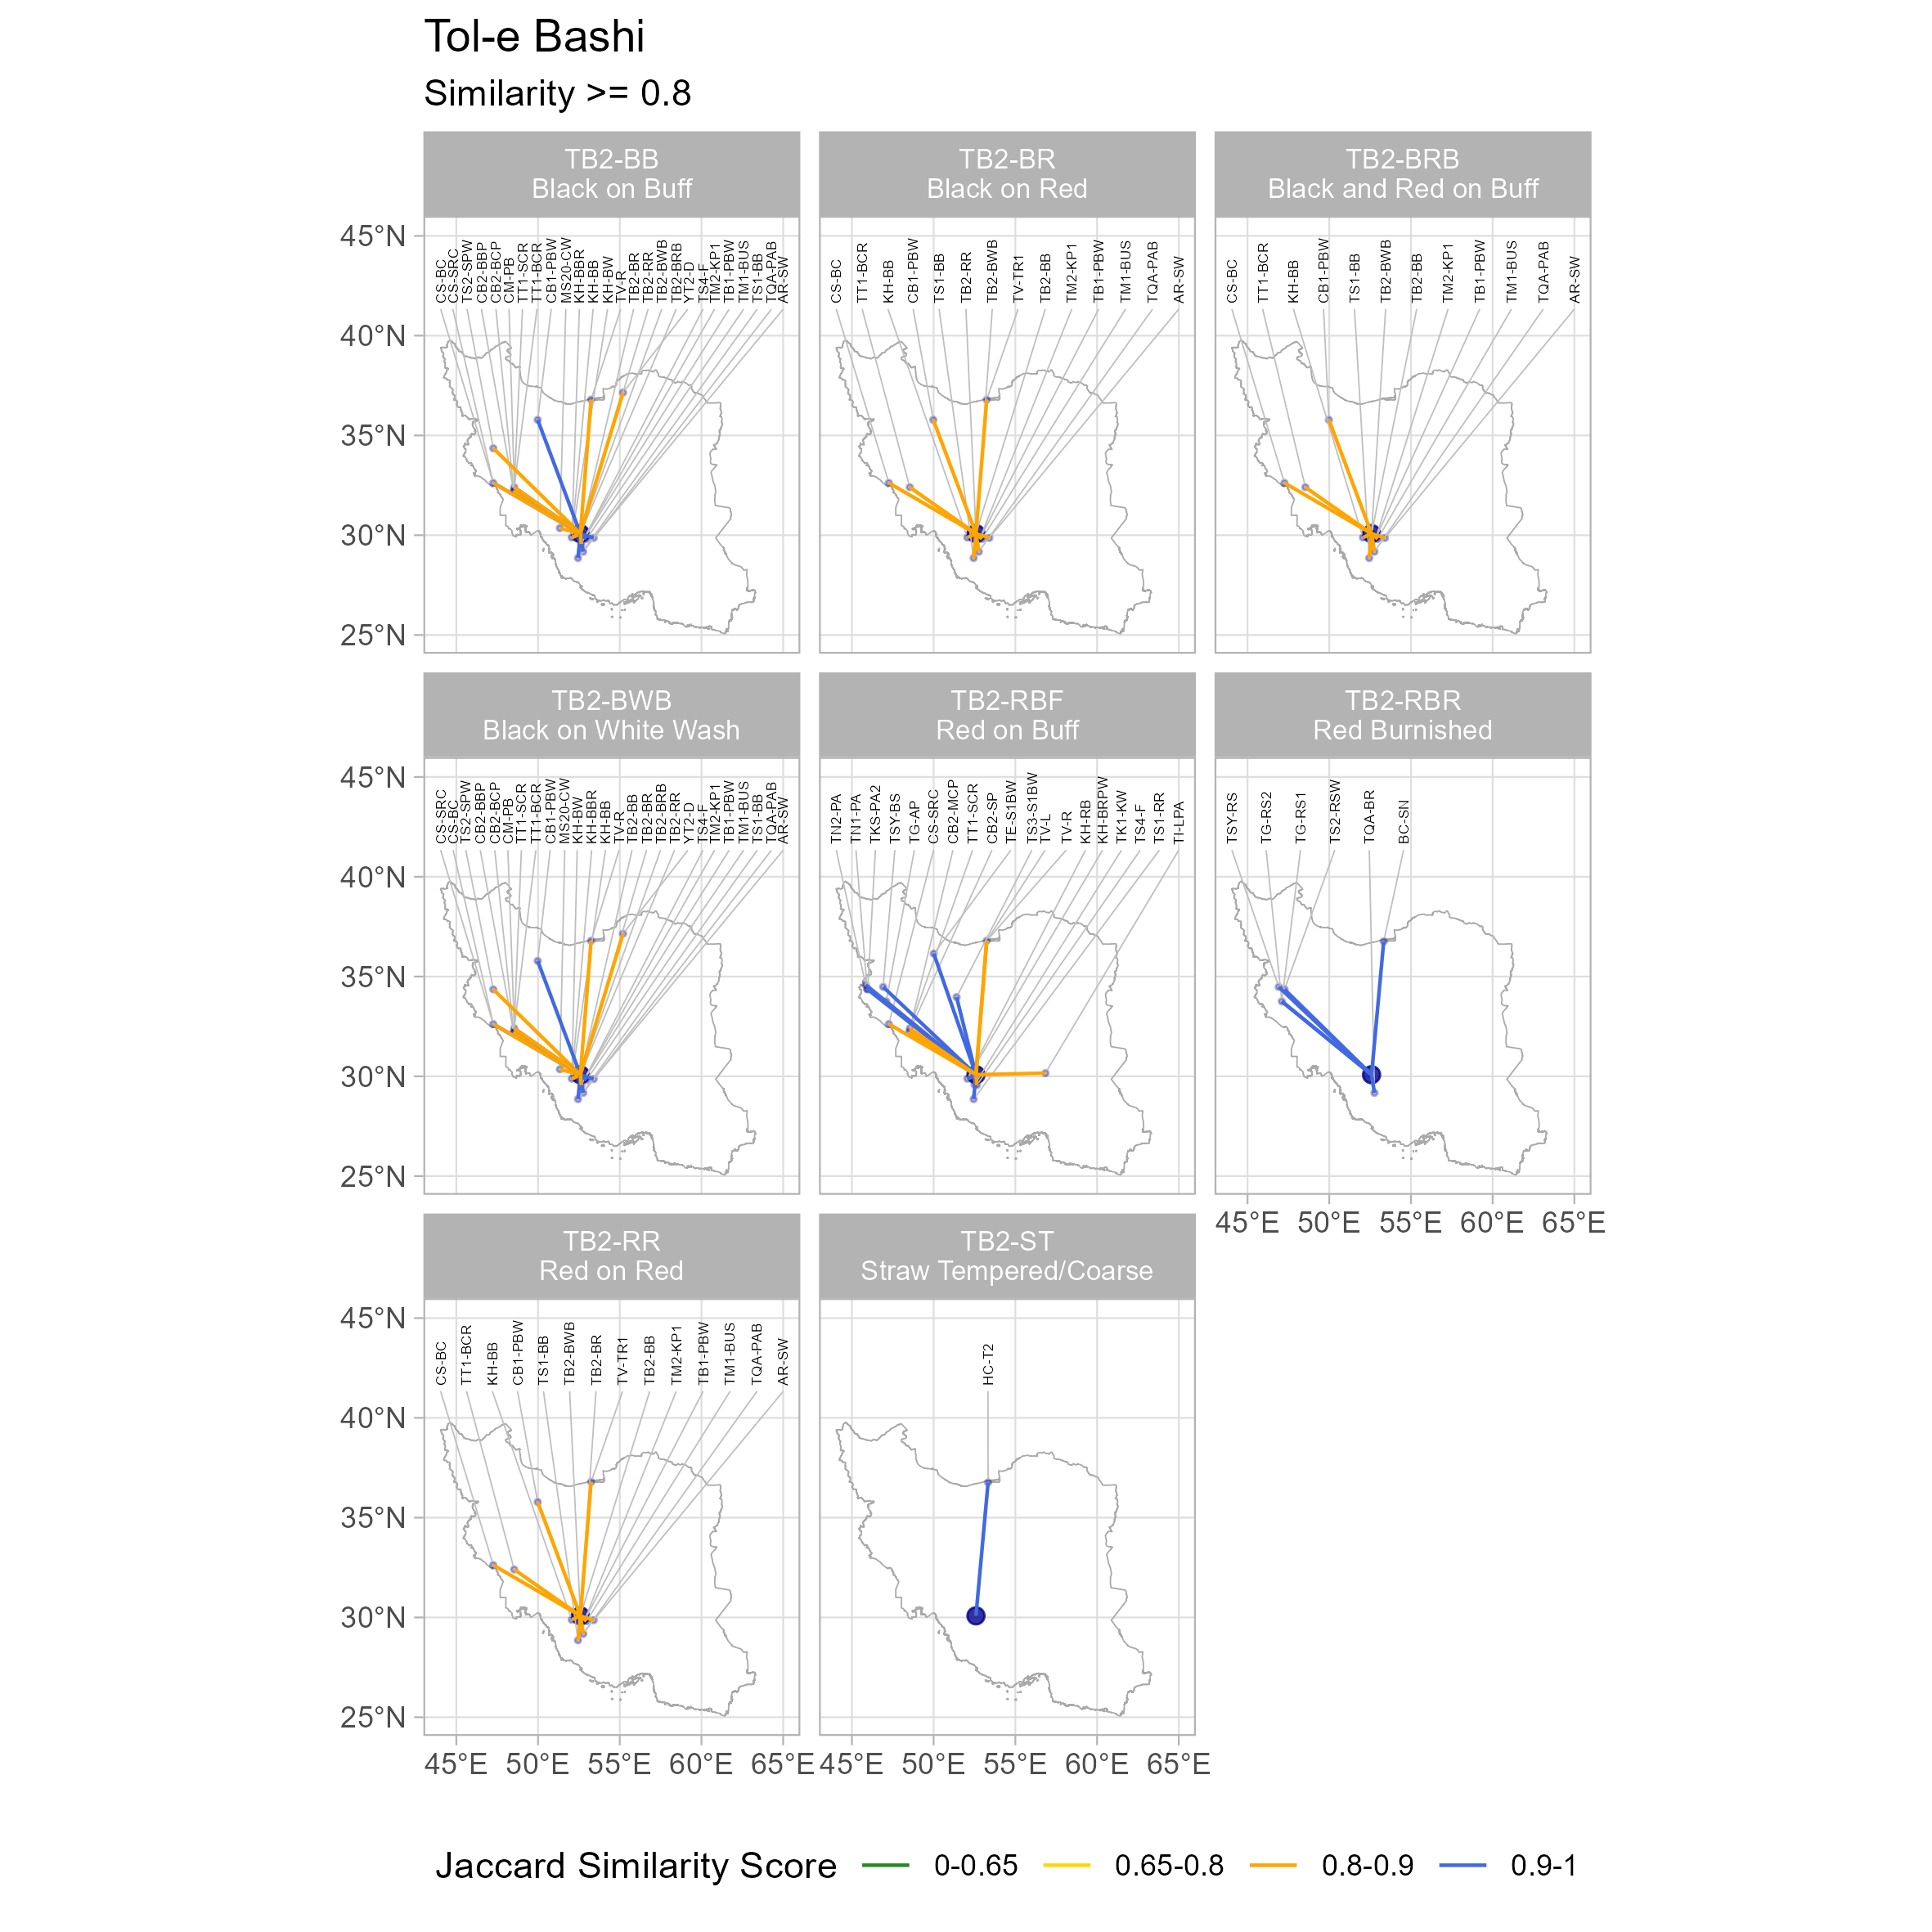 Tol-e Bashi
Similarity >= 0.8
TB2-BB
Black on Buff
TB2-BR
Black on Red
TB2-BRB
Black and Red on Buff
45°N
40°N
35°N
30°N
25°N
CS-BC
CS-SRC
TS2-SPW
CB2-BBP
CB2-BCP
CM-PB
TT1-SCR
TT1-BCR
CB1-PBW
MS20-CW
KH-BBR
KH-BB
KH-BW
TV-R
TB2-BR
TB2-RR
TB2-BWB
TB2-BRB
YT2-D
TS4-F
TM2-KP1
TB1-PBW
TM1-BUS
TS1-BB
TQA-PAB
AR-SW
CS-BC
TT1-BCR
KH-BB
CB1-PBW
TS1-BB
TB2-RR
TB2-BWB
TV-TR1
TB2-BB
TM2-KP1
TB1-PBW
TM1-BUS
TQA-PAB
AR-SW
CS-BC
TT1-BCR
KH-BB
CB1-PBW
TS1-BB
TB2-BWB
TB2-BB
TM2-KP1
TB1-PBW
TM1-BUS
TQA-PAB
AR-SW
TB2-BWB
Black on White Wash
TB2-RBF
Red on Buff
TB2-RBR
Red Burnished
45°N
40°N
35°N
30°N
25°N
CS-SRC
CS-BC
TS2-SPW
CB2-BBP
CB2-BCP
CM-PB
TT1-SCR
TT1-BCR
CB1-PBW
MS20-CW
KH-BW
KH-BBR
KH-BB
TV-R
TB2-BB
TB2-BR
TB2-BRB
TB2-RR
YT2-D
TS4-F
TM2-KP1
TB1-PBW
TM1-BUS
TS1-BB
TQA-PAB
AR-SW
TN2-PA
TN1-PA
TKS-PA2
TSY-BS
TG-AP
CS-SRC
CB2-MCP
TT1-SCR
CB2-SP
TE-S1BW
TS3-S1BW
TV-L
TV-R
KH-RB
KH-BRPW
TK1-KW
TS4-F
TS1-RR
TI-LPA
TSY-RS
TG-RS2
TG-RS1
TS2-RSW
TQA-BR
BC-SN
45°E 50°E 55°E 60°E 65°E
TB2-RR
Red on Red
TB2-ST
Straw Tempered/Coarse
45°N
40°N
35°N
30°N
25°N
CS-BC
TT1-BCR
KH-BB
CB1-PBW
TS1-BB
TB2-BWB
TB2-BR
TV-TR1
TB2-BB
TM2-KP1
TB1-PBW
TM1-BUS
TQA-PAB
AR-SW
HC-T2
45°E 50°E 55°E 60°E 65°E 45°E 50°E 55°E 60°E 65°E
Jaccard Similarity Score 0-0.65 0.65-0.8 0.8-0.9 0.9-1